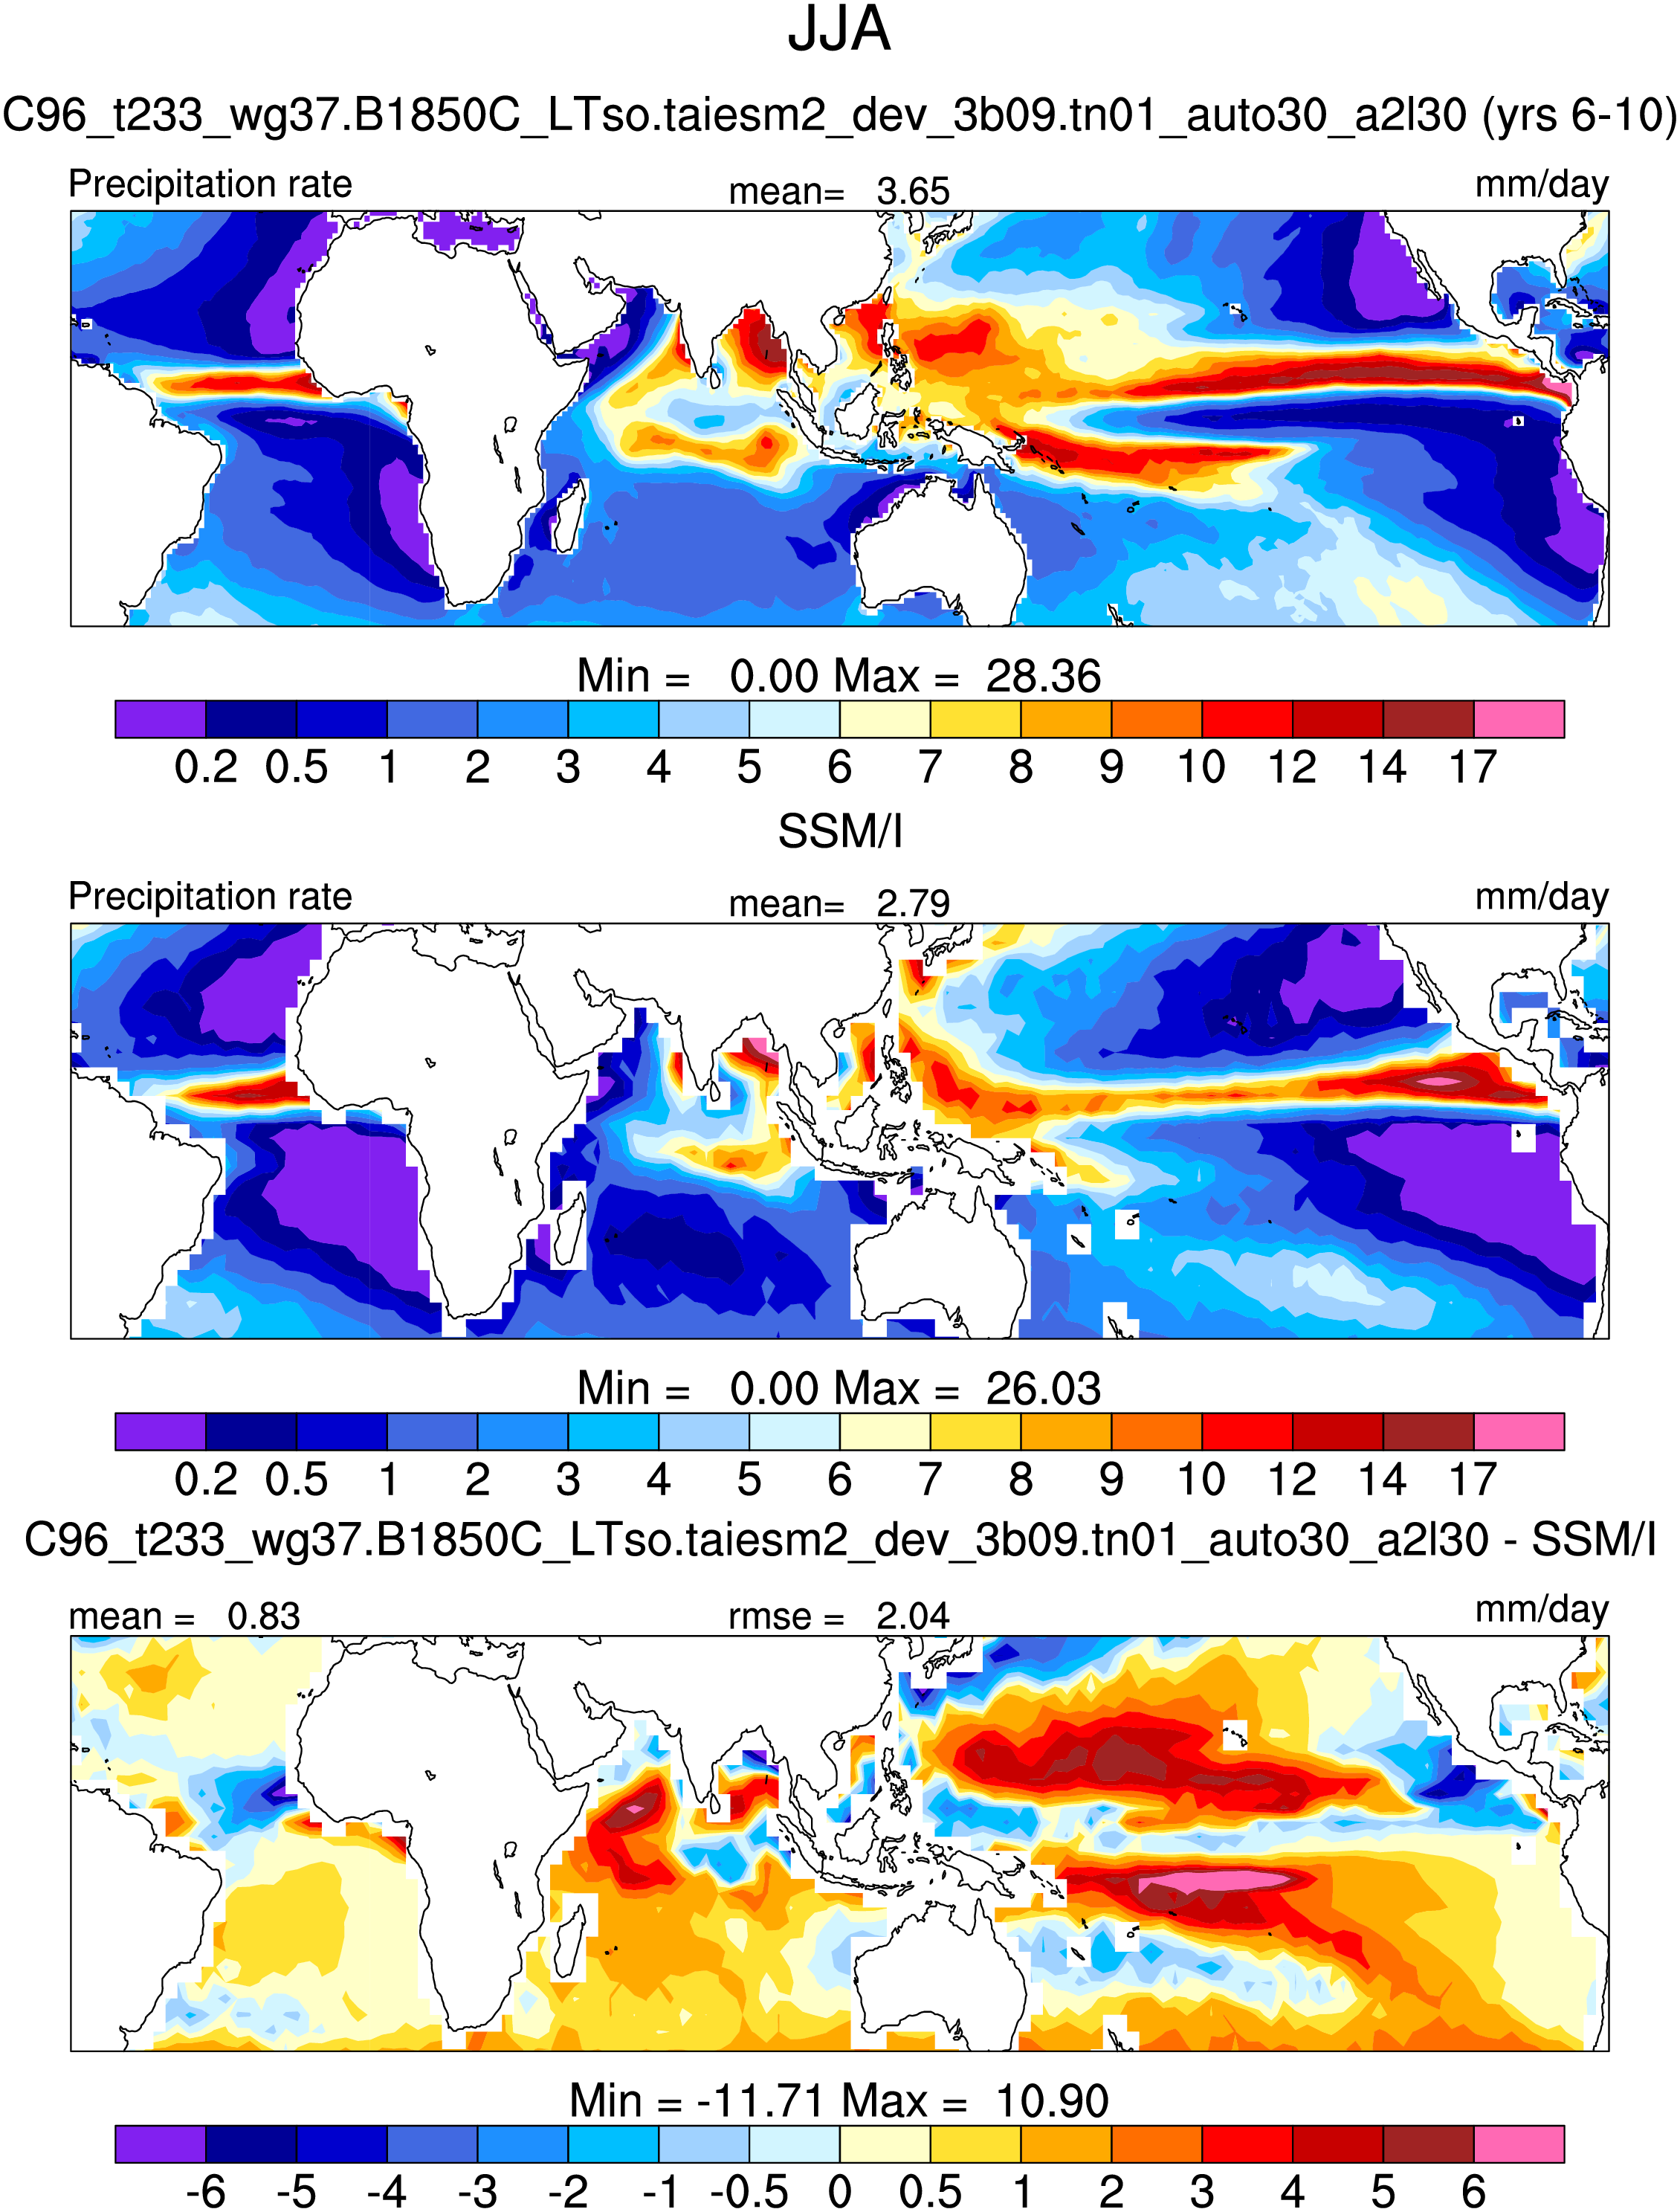 JJA
C96_t233_wg37.B1850C_LTso.taiesm2_dev_3b09.tn01_auto30_a2l30 (yrs 6-10)
Precipitation rate mean= 3.65 mm/day
Min = 0.00 Max = 28.36
0.2 0.5 1 2 3 4 5 6 7 8 9 10 12 14 17
SSM/I
Precipitation rate mean= 2.79 mm/day
Min = 0.00 Max = 26.03
0.2 0.5 1 2 3 4 5 6 7 8 9 10 12 14 17
C96_t233_wg37.B1850C_LTso.taiesm2_dev_3b09.tn01_auto30_a2l30 - SSM/I
mean = 0.83 rmse = 2.04 mm/day
Min = -11.71 Max = 10.90
-6 -5 -4 -3 -2 -1 -0.5 0 0.5 1 2 3 4 5 6